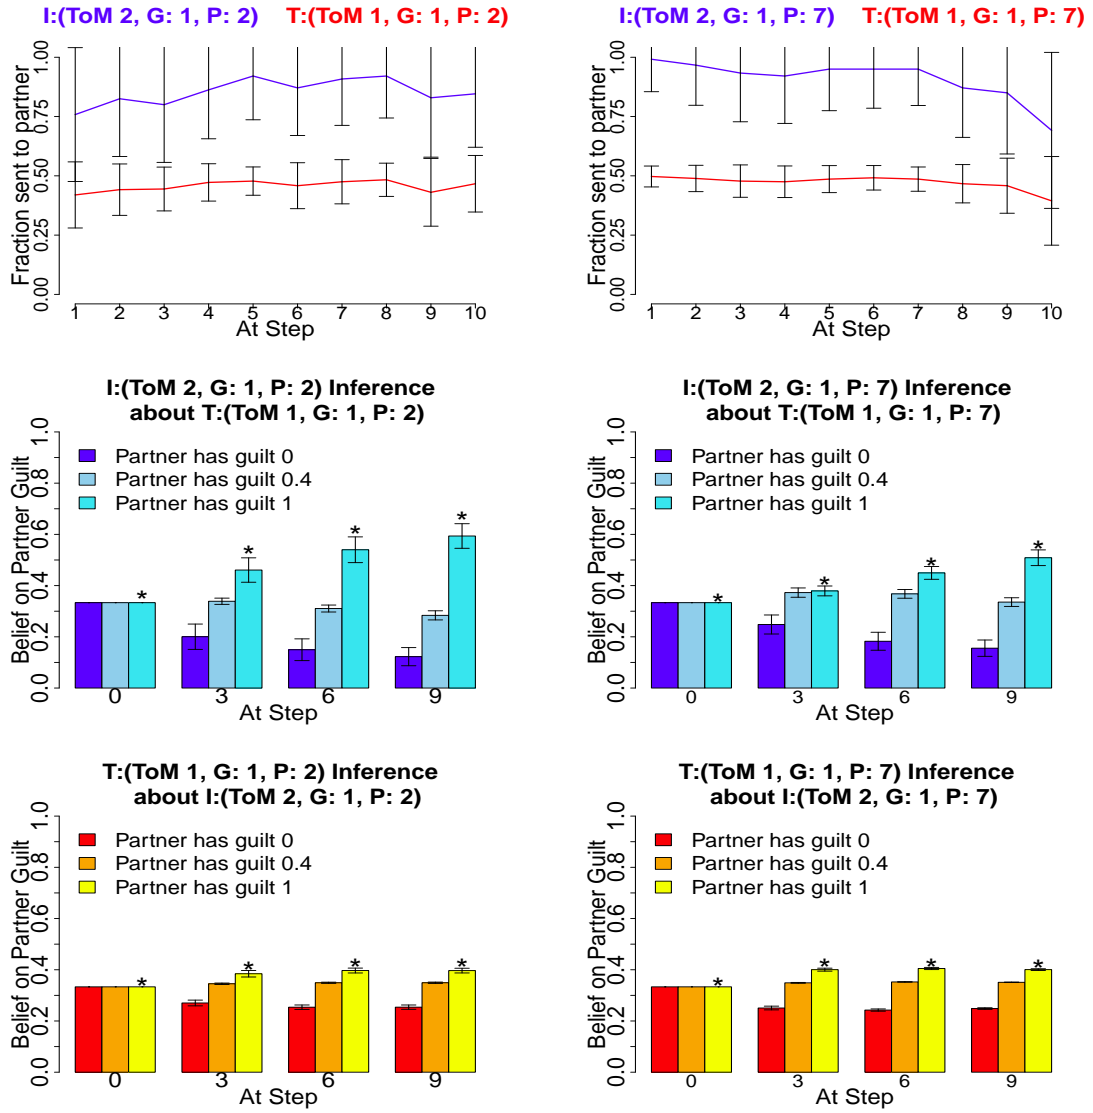 I:(ToM 2, G: 1, P: 2) T:(ToM 1, G: 1, P: 2)
Fraction sent to partner
1.00
0.75
0.50
0.25
0.00
1 2 3 4 5 6 7 8 9 10
At Step
I:(ToM 2, G: 1, P: 7) T:(ToM 1, G: 1, P: 7)
Fraction sent to partner
1.00
0.75
0.50
0.25
0.00
1 2 3 4 5 6 7 8 9 10
At Step
I:(ToM 2, G: 1, P: 2) Inference
about T:(ToM 1, G: 1, P: 2)
Belief on Partner Guilt
1.0
0.8
0.6
0.4
0.2
0.0
Partner has guilt 0
Partner has guilt 0.4
Partner has guilt 1
* * * *
0 3 6 9
At Step
I:(ToM 2, G: 1, P: 7) Inference
about T:(ToM 1, G: 1, P: 7)
Belief on Partner Guilt
1.0
0.8
0.6
0.4
0.2
0.0
Partner has guilt 0
Partner has guilt 0.4
Partner has guilt 1
* * * *
0 3 6 9
At Step
T:(ToM 1, G: 1, P: 2) Inference
about I:(ToM 2, G: 1, P: 2)
Belief on Partner Guilt
1.0
0.8
0.6
0.4
0.2
0.0
Partner has guilt 0
Partner has guilt 0.4
Partner has guilt 1
* * * *
0 3 6 9
At Step
T:(ToM 1, G: 1, P: 7) Inference
about I:(ToM 2, G: 1, P: 7)
Belief on Partner Guilt
1.0
0.8
0.6
0.4
0.2
0.0
Partner has guilt 0
Partner has guilt 0.4
Partner has guilt 1
* * * *
0 3 6 9
At Step